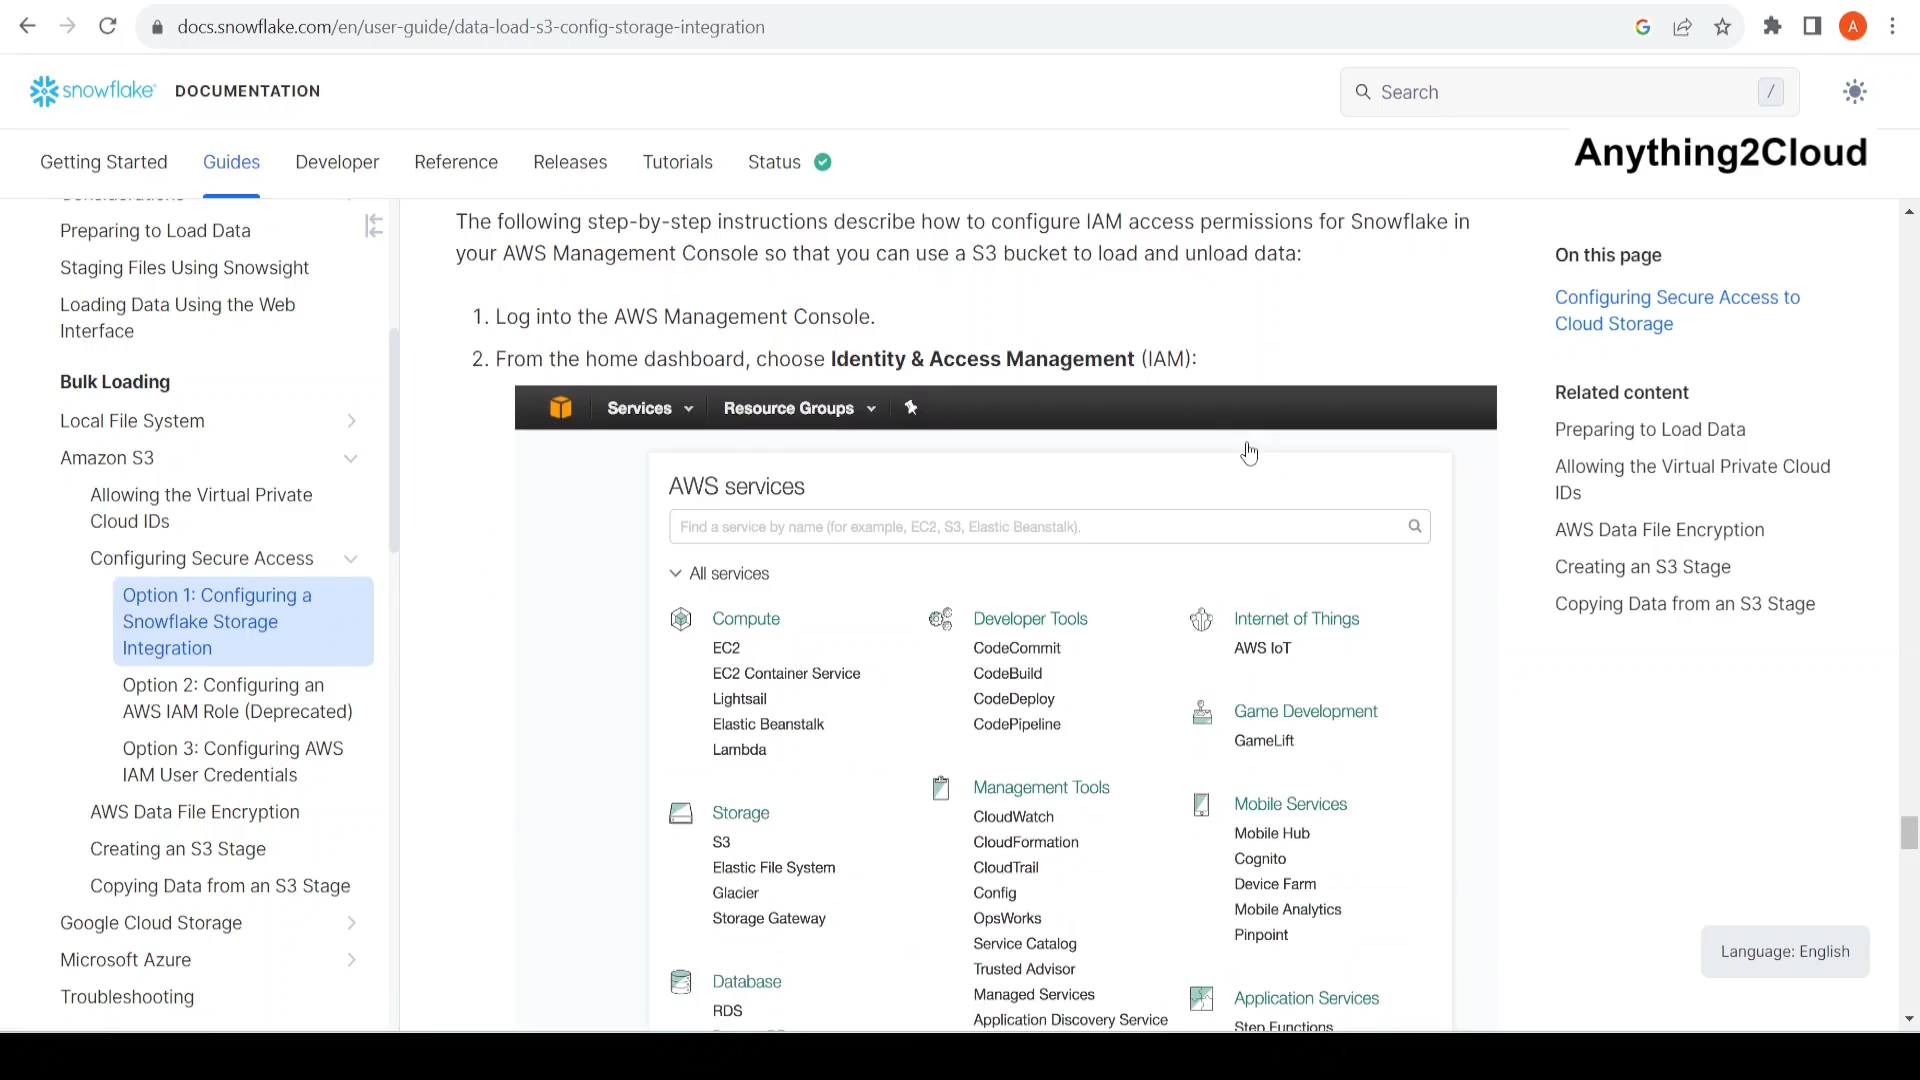 docs.snowflake.com/en/user-guide/data-load-s3-config-storage-integration
A
snowflake
DOCUMENTATION
Search
/
Getting Started
Guides
Developer
Reference
Releases
Tutorials
Status
Anything2Cloud
Preparing to Load Data
Staging Files Using Snowsight
Loading Data Using the Web
Interface
Bulk Loading
Local File System
Amazon S3
Allowing the Virtual Private
Cloud IDs
Configuring Secure Access
Option 1: Configuring a
Snowflake Storage
Integration
Option 2: Configuring an
AWS IAM Role (Deprecated)
Option 3: Configuring AWS
IAM User Credentials
AWS Data File Encryption
Creating an S3 Stage
Copying Data from an S3 Stage
Google Cloud Storage
Microsoft Azure
Troubleshooting
The following step-by-step instructions describe how to configure IAM access permissions for Snowflake in
your AWS Management Console so that you can use a S3 bucket to load and unload data:
1. Log into the AWS Management Console.
2. From the home dashboard, choose Identity & Access Management (IAM):
Services
Resource Groups
AWS services
Find a service by name (for example, EC2, S3, Elastic Beanstalk).
All services
Compute
EC2
EC2 Container Service
Lightsail
Elastic Beanstalk
Lambda
Storage
S3
Elastic File System
Glacier
Storage Gateway
Database
RDS
Developer Tools
CodeCommit
CodeBuild
CodeDeploy
CodePipeline
Management Tools
CloudWatch
CloudFormation
CloudTrail
Config
OpsWorks
Service Catalog
Trusted Advisor
Managed Services
Application Discovery Service
Internet of Things
AWS IoT
Game Development
GameLift
Mobile Services
Mobile Hub
Cognito
Device Farm
Mobile Analytics
Pinpoint
Application Services
Step Functions
On this page
Configuring Secure Access to
Cloud Storage
Related content
Preparing to Load Data
Allowing the Virtual Private Cloud
IDs
AWS Data File Encryption
Creating an S3 Stage
Copying Data from an S3 Stage
Language: English